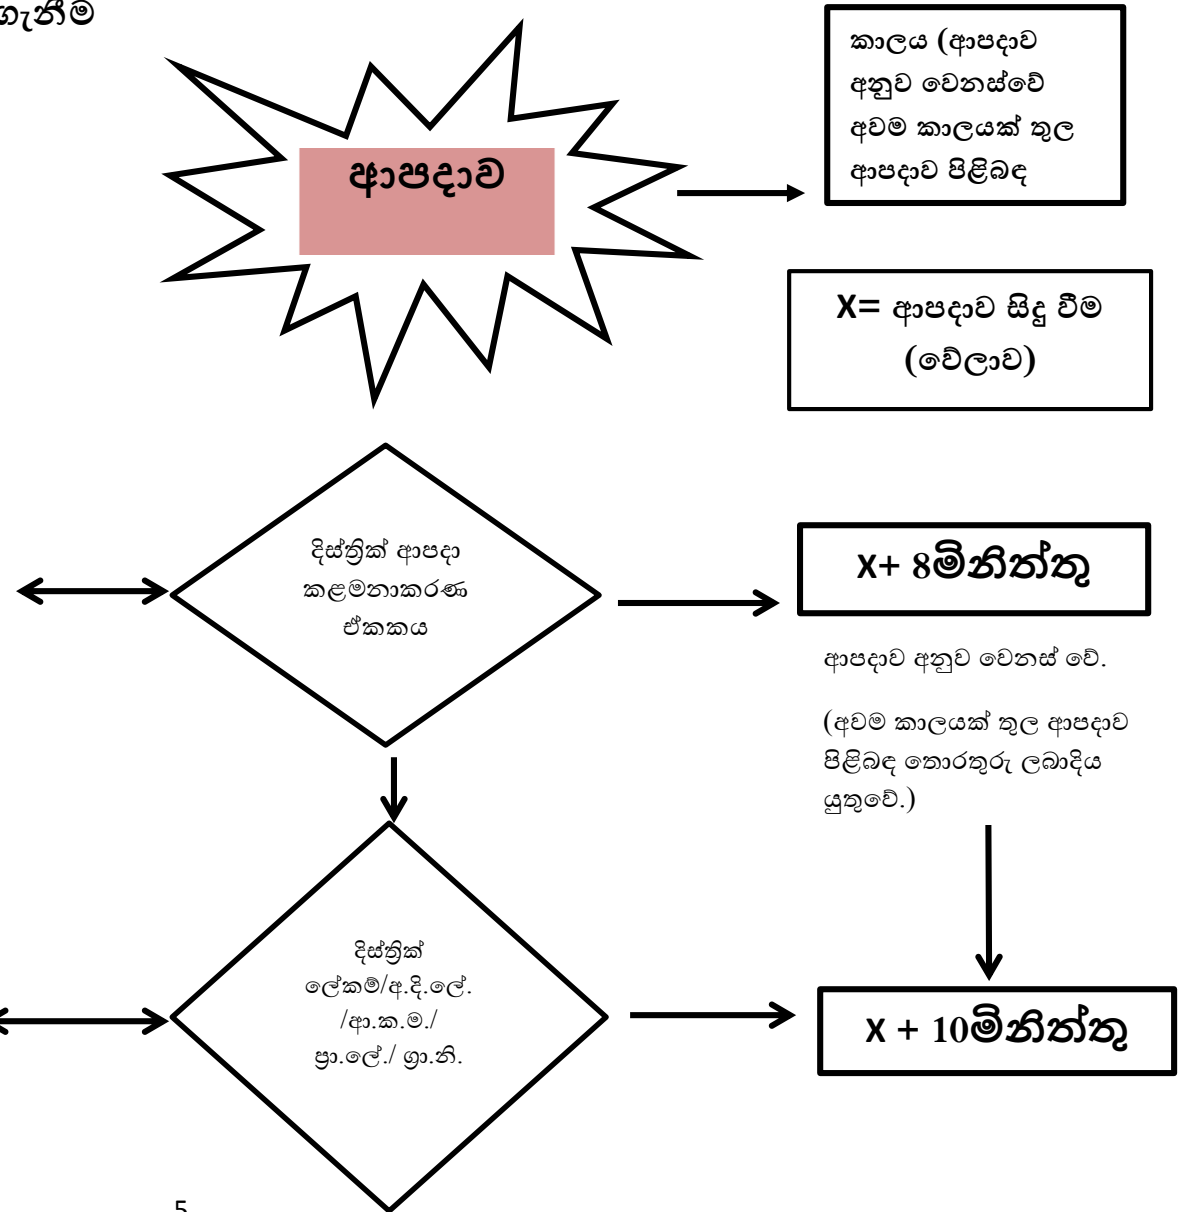 ආපදාව
කාලය (ආපදාව
අනුව වෙනස්වේ
අවම කාලයක් තුල
ආපදාව පිළිබඳ
X= ආපදාව සිදු වීම
(වේලාව)
දිස්ත්‍රික් ආපදා
කළමනාකරණ
ඒකකය
X+ 8මිනිත්තු
ආපදාව අනුව වෙනස් වේ.
(අවම කාලයක් තුල ආපදාව
පිළිබඳ තොරතුරු ලබාදිය
යුතුවේ.)
දිස්ත්‍රික්
ලේකම්/අ.දි.ලේ.
/ආ.ක.ම./
ප්‍රා.ලේ./ ග්‍රා.නි.
X + 10මිනිත්තු
5